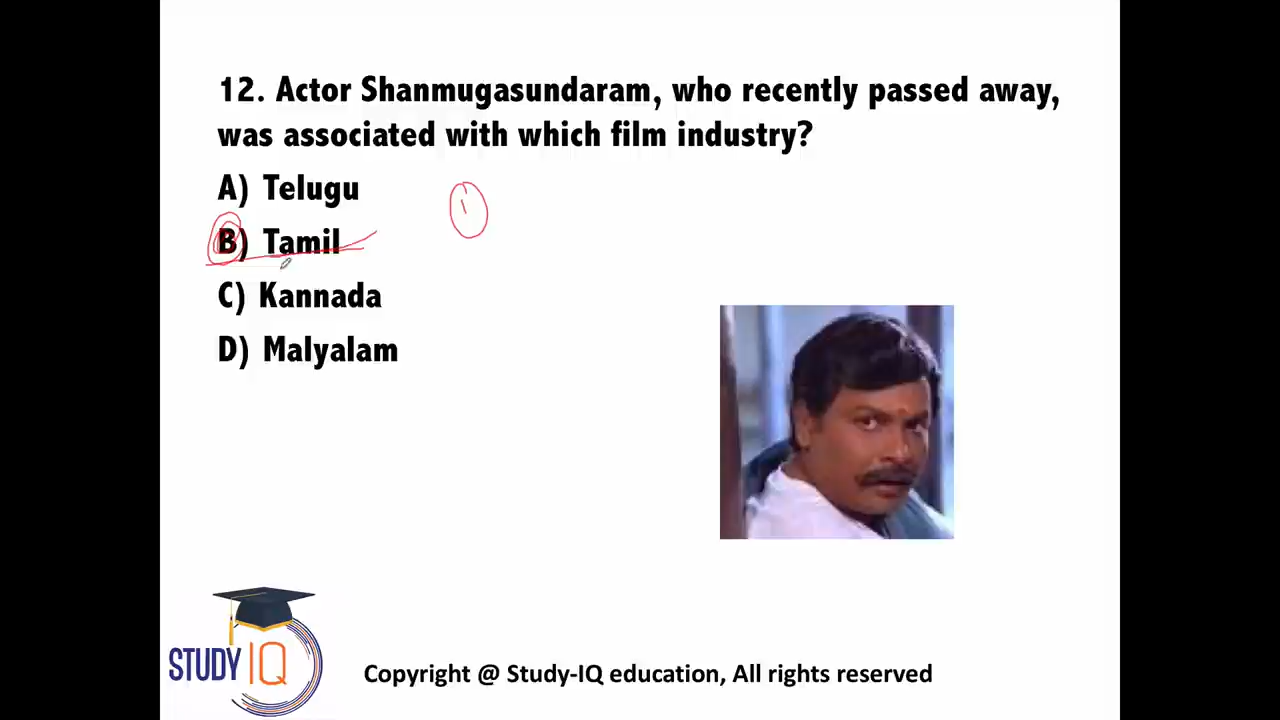 12. Actor Shanmugasundaram, who recently passed away,
was associated with which film industry?
A) Telugu
B) Tamil
C) Kannada
D) Malyalam
STUDY IQ
Copyright @ Study-IQ education, All rights reserved